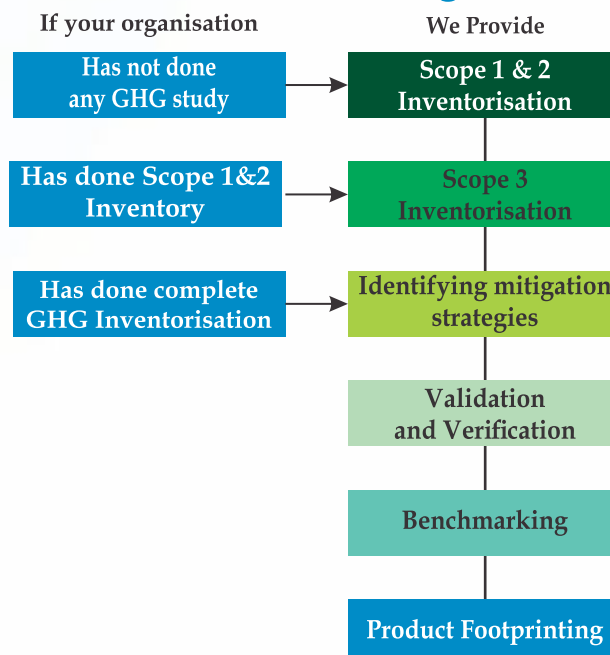 If your organisation
We Provide
Has not done
any GHG study
Scope 1 & 2
Inventorisation
Has done Scope 1&2
Inventory
Scope 3
Inventorisation
Has done complete
GHG Inventorisation
Identifying mitigation
strategies
Validation
and Verification
Benchmarking
Product Footprinting